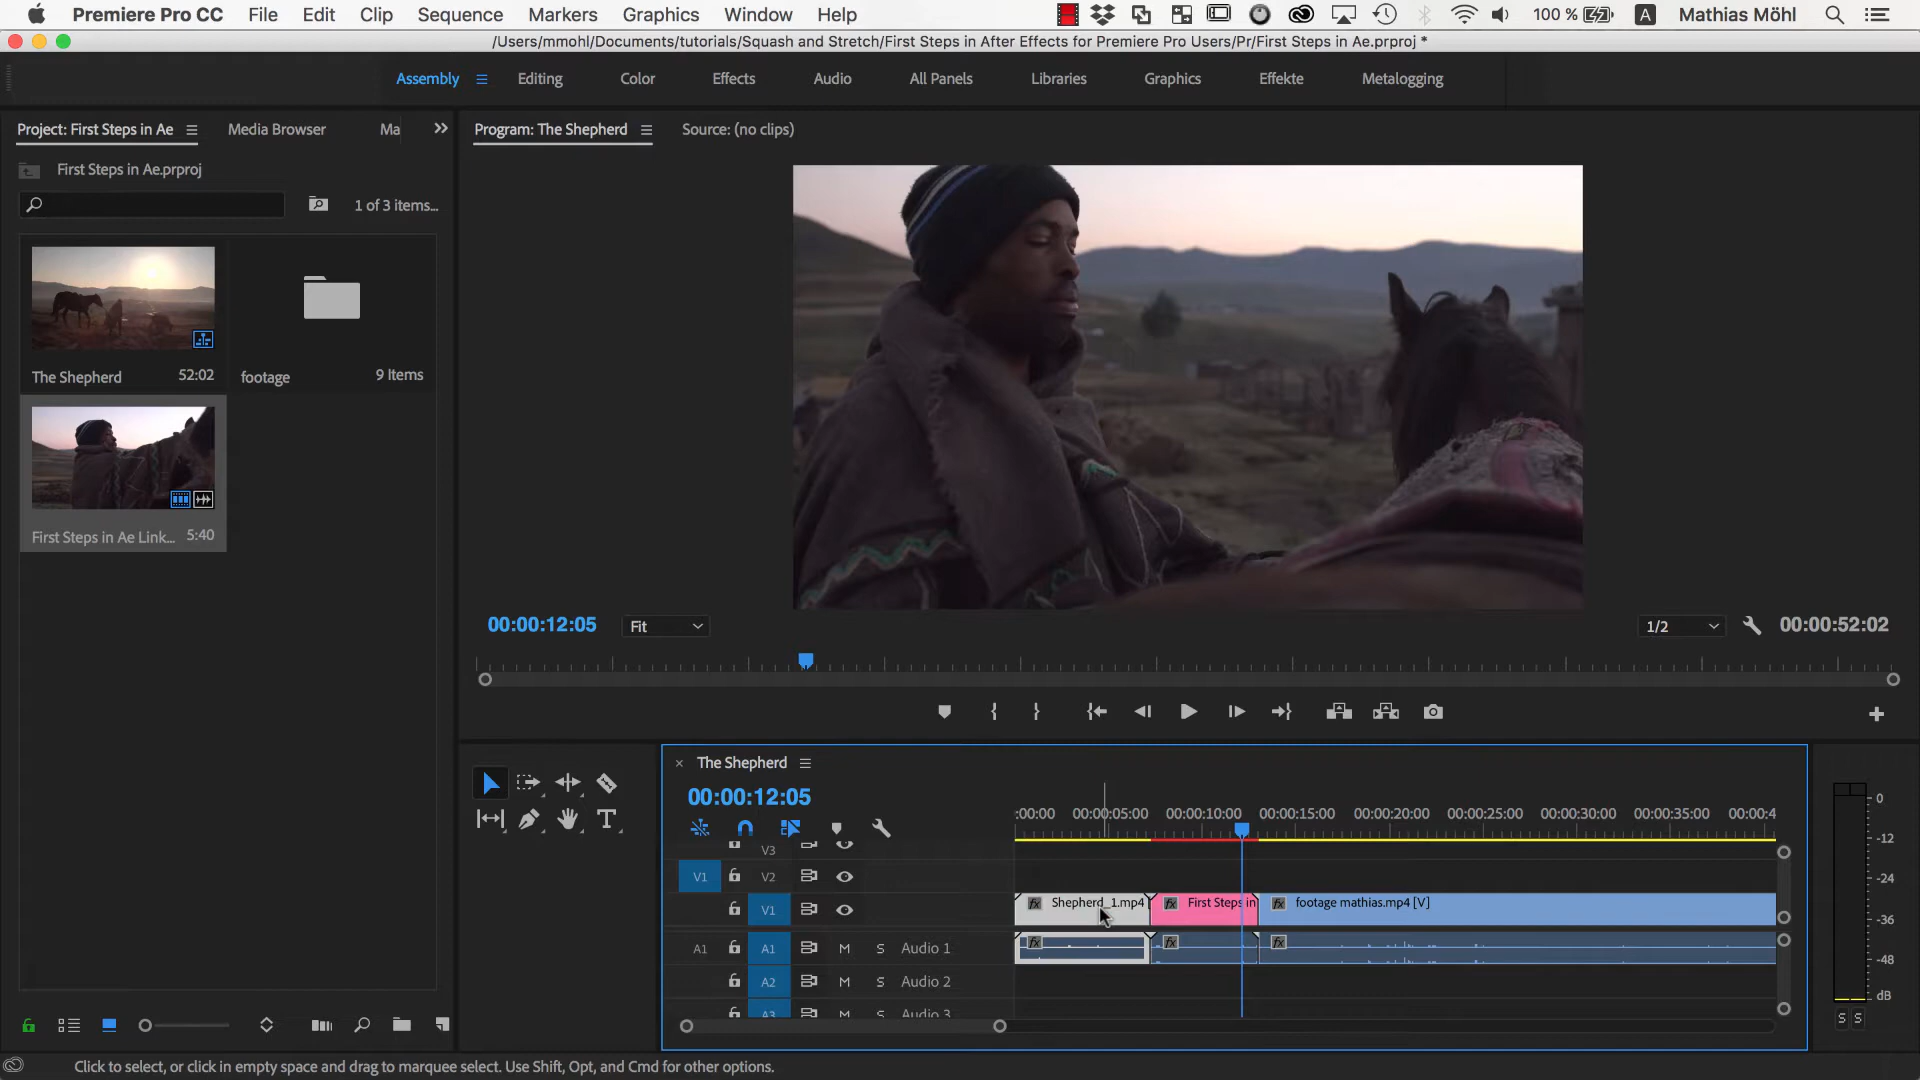 Premiere Pro CC File Edit Clip Sequence Markers Graphics Window Help 100 % A Mathias Möhl
/Users/mmohl/Documents/tutorials/Squash and Stretch/First Steps in After Effects for Premiere Pro Users/Pr/First Steps in Ae.prproj *
Assembly Editing Color Effects Audio All Panels Libraries Graphics Effekte Metalogging
Project: First Steps in Ae Media Browser Ma
Program: The Shepherd Source: (no clips)
First Steps in Ae.prproj
1 of 3 items...
The Shepherd 52:02 footage 9 Items
First Steps in Ae Link... 5:40
00:00:12:05 Fit 1/2 00:00:52:02
The Shepherd
00:00:12:05
:00:00 00:00:05:00 00:00:10:00 00:00:15:00 00:00:20:00 00:00:25:00 00:00:30:00 00:00:35:00 00:00:4
V3
V1 V2
V1 fx Shepherd_1.mp4 fx First Steps in fx footage mathias.mp4 [V]
A1 A1 M S Audio 1 fx fx fx
A2 M S Audio 2
A3 M S Audio 3
0
-12
-24
-36
-48
dB
S S
Click to select, or click in empty space and drag to marquee select. Use Shift, Opt, and Cmd for other options.